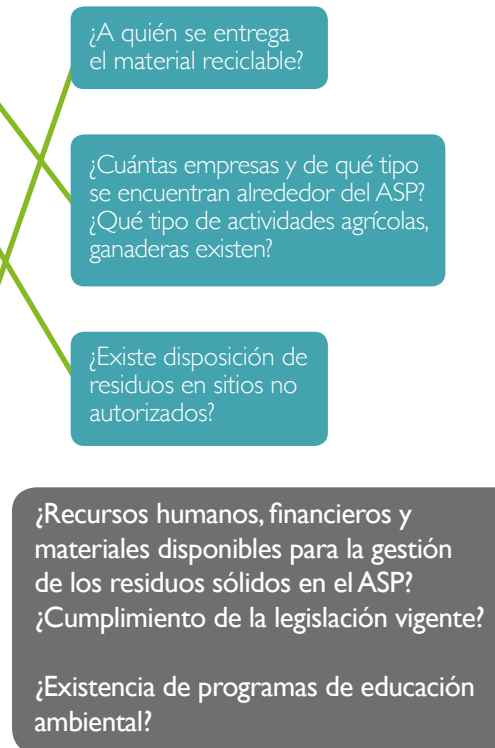 ¿A quién se entrega
el material reciclable?
¿Cuántas empresas y de qué tipo
se encuentran alrededor del ASP?
¿Qué tipo de actividades agrícolas,
ganaderas existen?
¿Existe disposición de
residuos en sitios no
autorizados?
¿Recursos humanos, financieros y
materiales disponibles para la gestión
de los residuos sólidos en el ASP?
¿Cumplimiento de la legislación vigente?
¿Existencia de programas de educación
ambiental?